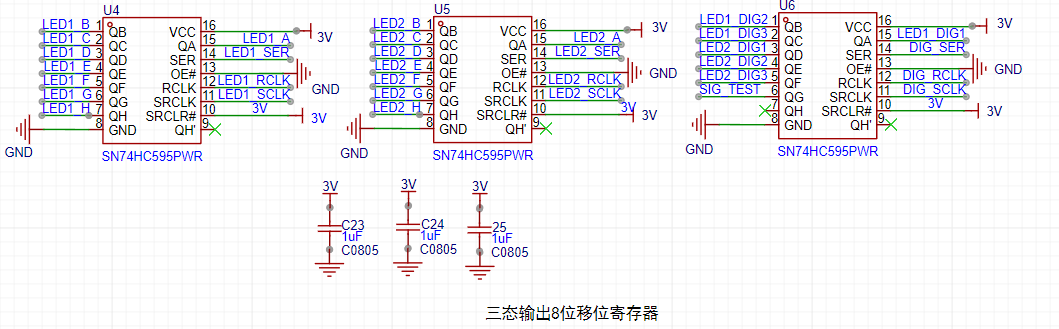 U4
LED1_B 1 QB VCC 16 3V
LED1_C 2 QC QA 15 LED1_A
LED1_D 3 QD SER 14 LED1_SER
LED1_E 4 QE OE# 13 GND
LED1_F 5 QF RCLK 12 LED1_RCLK
LED1_G 6 QG SRCLK 11 LED1_SCLK
LED1_H 7 QH SRCLR# 10 3V 3V
GND 8 GND QH' 9
SN74HC595PWR
U5
LED2_B 1 QB VCC 16 3V
LED2_C 2 QC QA 15 LED2_A
LED2_D 3 QD SER 14 LED2_SER
LED2_E 4 QE OE# 13 GND
LED2_F 5 QF RCLK 12 LED2_RCLK
LED2_G 6 QG SRCLK 11 LED2_SCLK
LED2_H 7 QH SRCLR# 10 3V 3V
GND 8 GND QH' 9
SN74HC595PWR
U6
LED1_DIG2 1 QB VCC 16 3V
LED1_DIG3 2 QC QA 15 LED1_DIG1
LED2_DIG1 3 QD SER 14 DIG_SER
LED2_DIG2 4 QE OE# 13 GND
LED2_DIG3 5 QF RCLK 12 DIG_RCLK
SIG_TEST 6 QG SRCLK 11 DIG_SCLK
7 QH SRCLR# 10 3V 3V
GND 8 GND QH' 9
SN74HC595PWR
3V
C23
1uF
C0805
3V
C24
1uF
C0805
3V
25
1uF
C0805
三态输出8位移位寄存器